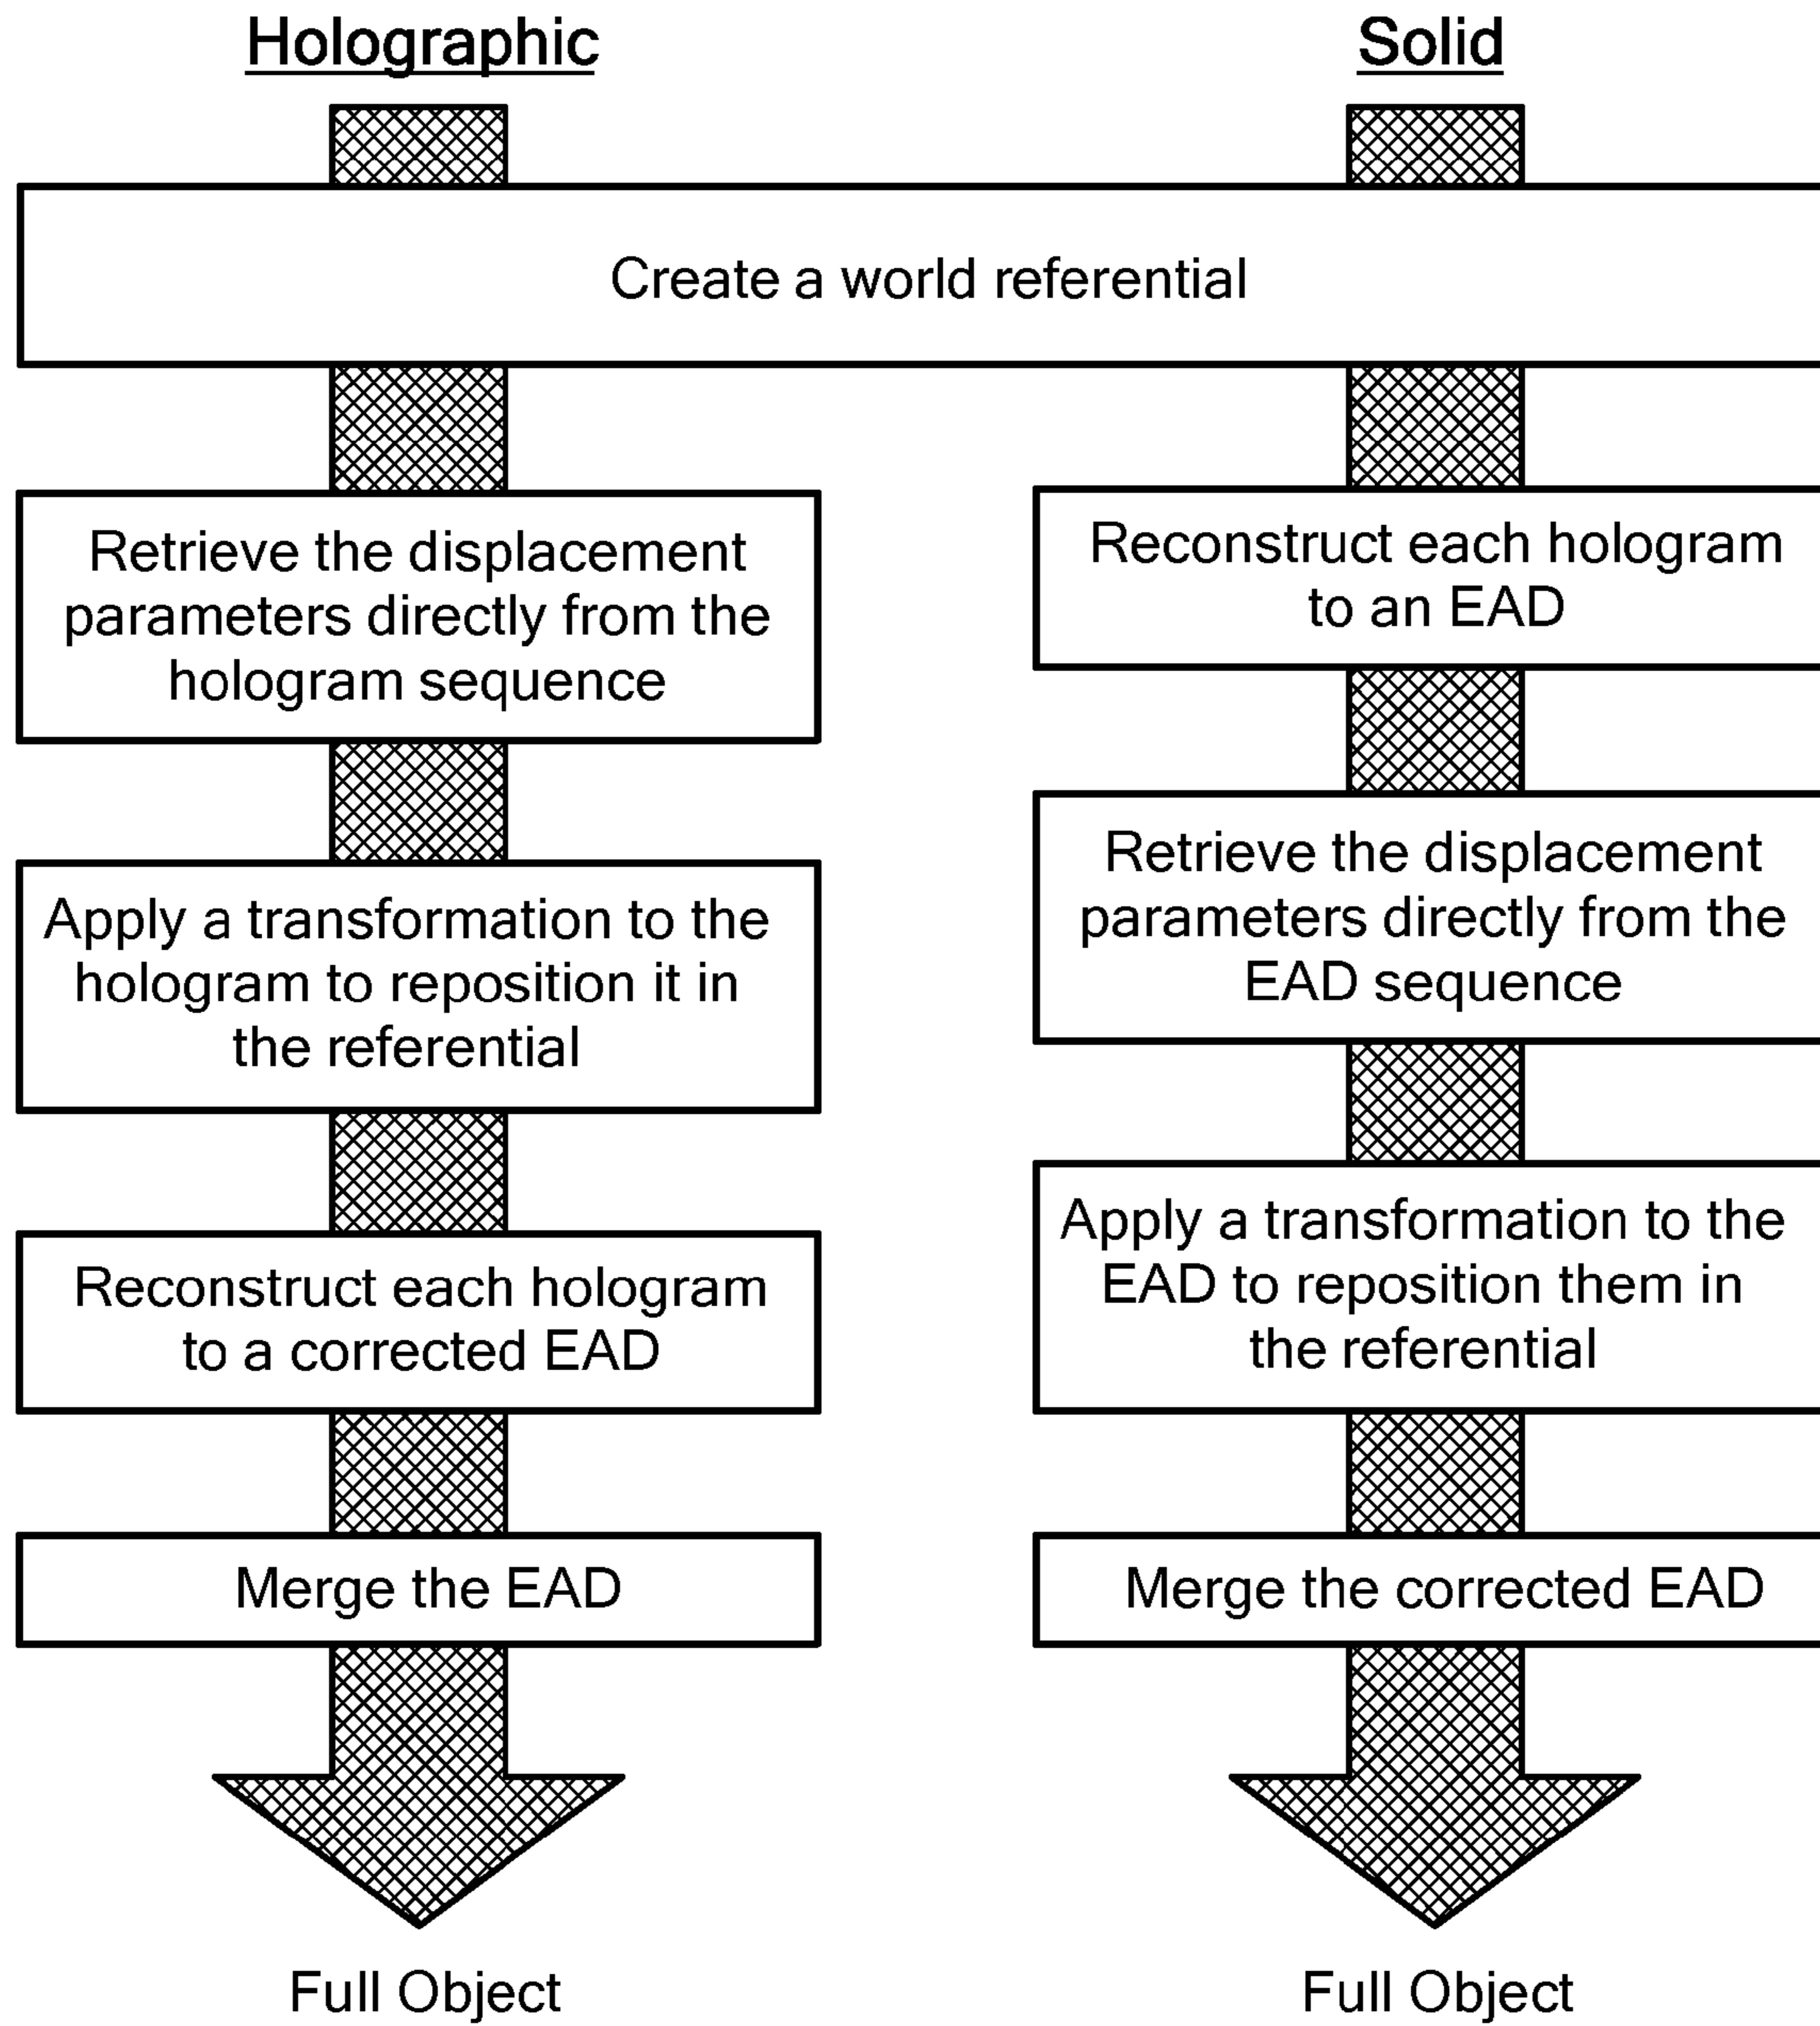 Holographic
Solid
Create a world referential
Retrieve the displacement
parameters directly from the
hologram sequence
Apply a transformation to the
hologram to reposition it in
the referential
Reconstruct each hologram
to a corrected EAD
Merge the EAD
Full Object
Reconstruct each hologram
to an EAD
Retrieve the displacement
parameters directly from the
EAD sequence
Apply a transformation to the
EAD to reposition them in
the referential
Merge the corrected EAD
Full Object